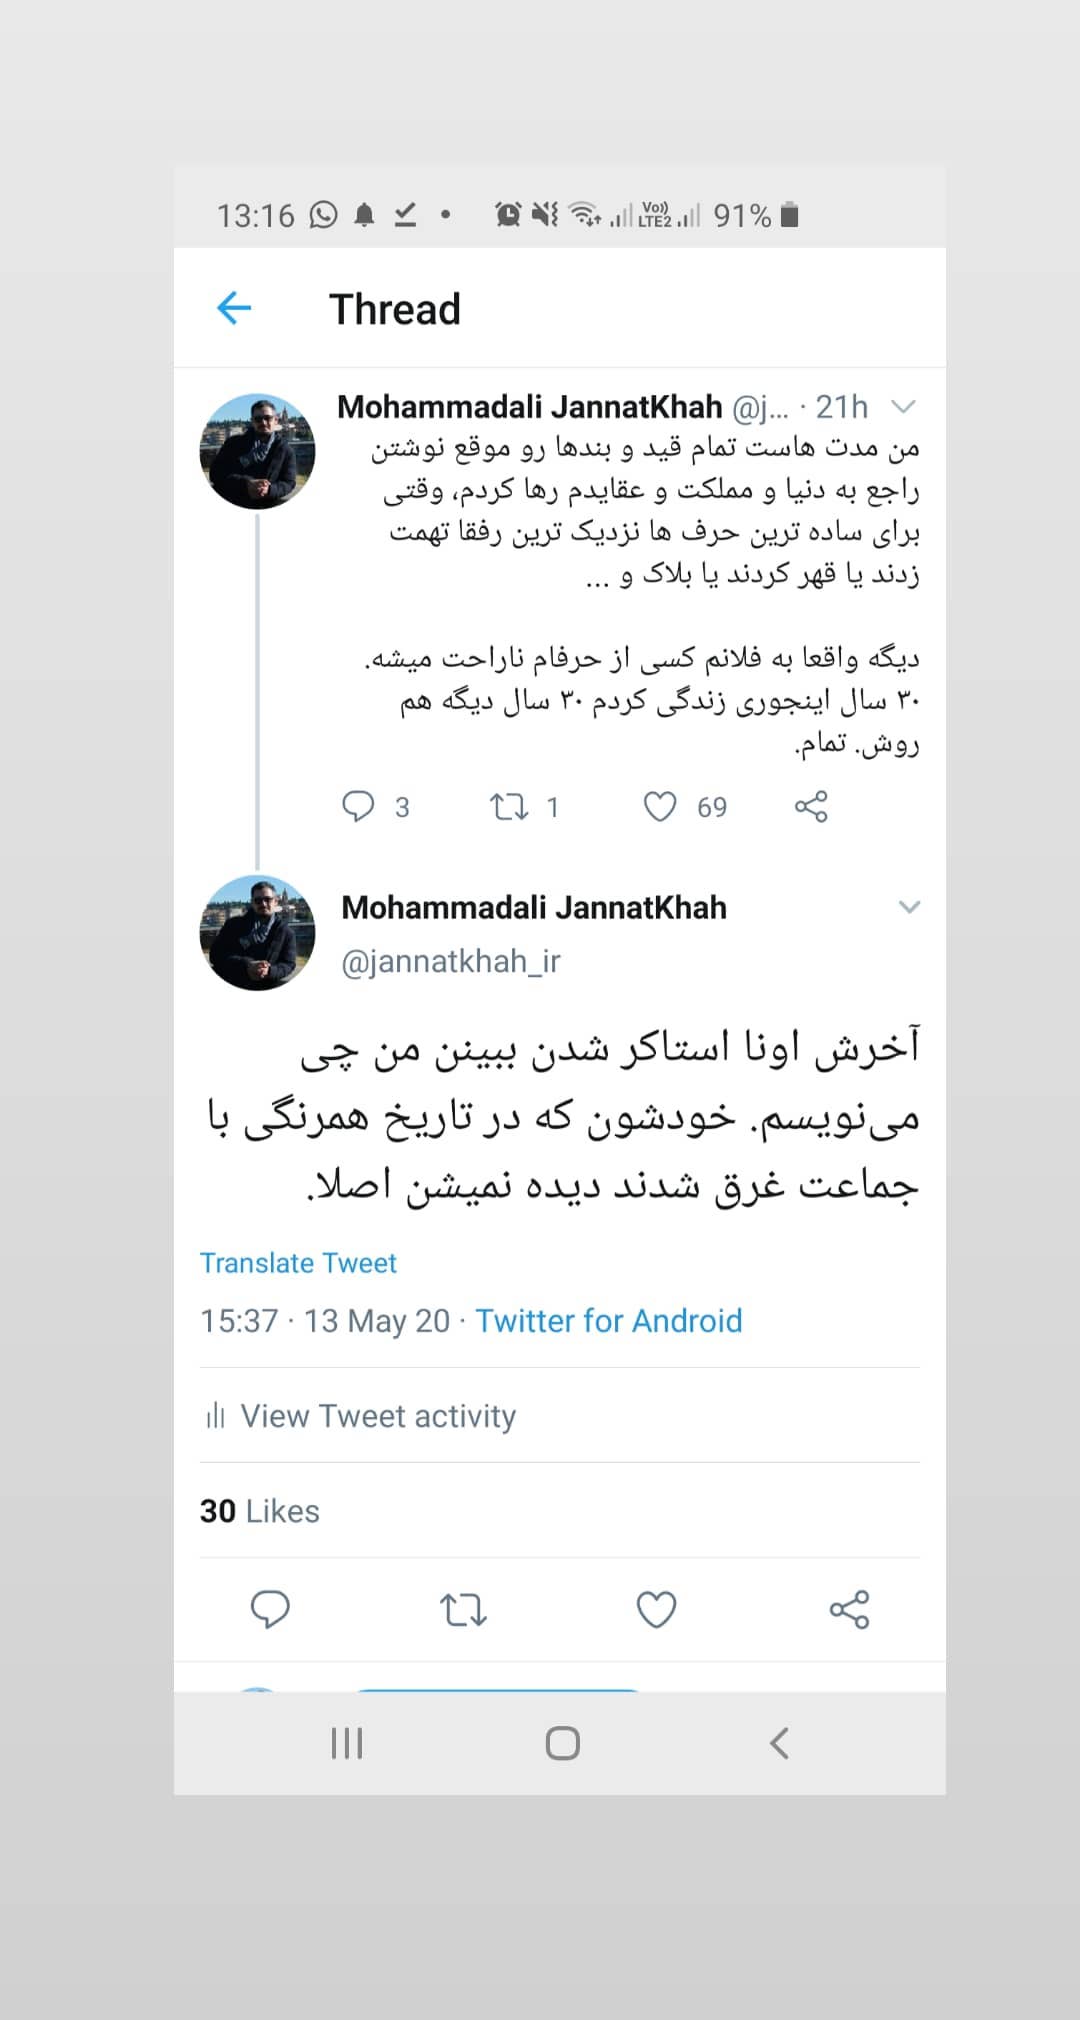 13:16 Vo)) LTE2 91%
Thread
Mohammadali JannatKhah @j... · 21h
من مدت هاست تمام قید و بندها رو موقع نوشتن
راجع به دنیا و مملکت و عقایدم رها کردم، وقتی
برای ساده ترین حرف ها نزدیک ترین رفقا تهمت
زدند یا قهر کردند یا بلاک و ...
دیگه واقعا به فلانم کسی از حرفام ناراحت میشه.
۳۰ سال اینجوری زندگی کردم ۳۰ سال دیگه هم
روش. تمام.
3 1 69
Mohammadali JannatKhah
@jannatkhah_ir
آخرش اونا استاکر شدن ببینن من چی
می‌نویسم. خودشون که در تاریخ همرنگی با
جماعت غرق شدند دیده نمیشن اصلا.
Translate Tweet
15:37 · 13 May 20 · Twitter for Android
View Tweet activity
30 Likes